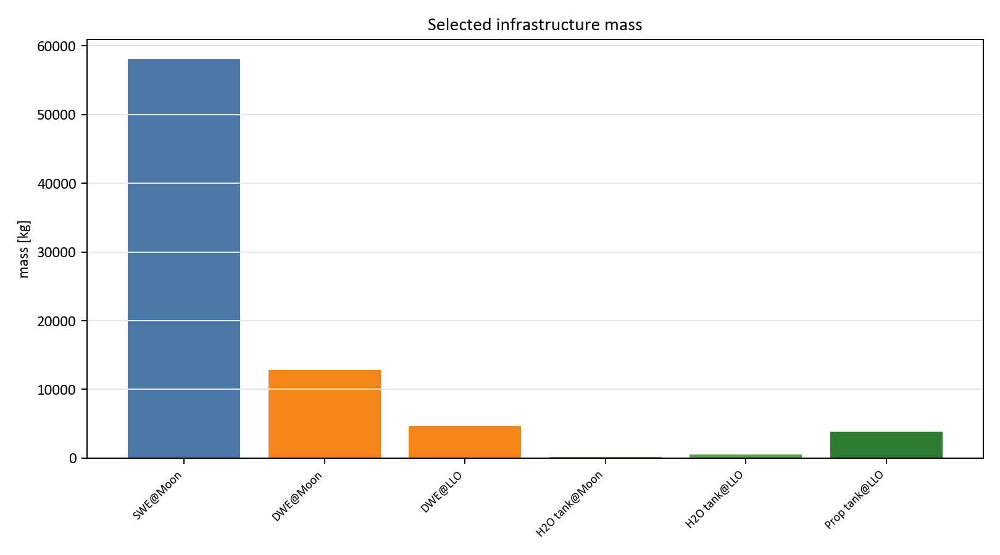 Selected infrastructure mass
mass [kg]
60000
50000
40000
30000
20000
10000
0
SWE@Moon
DWE@Moon
DWE@LLO
H2O tank@Moon
H2O tank@LLO
Prop tank@LLO